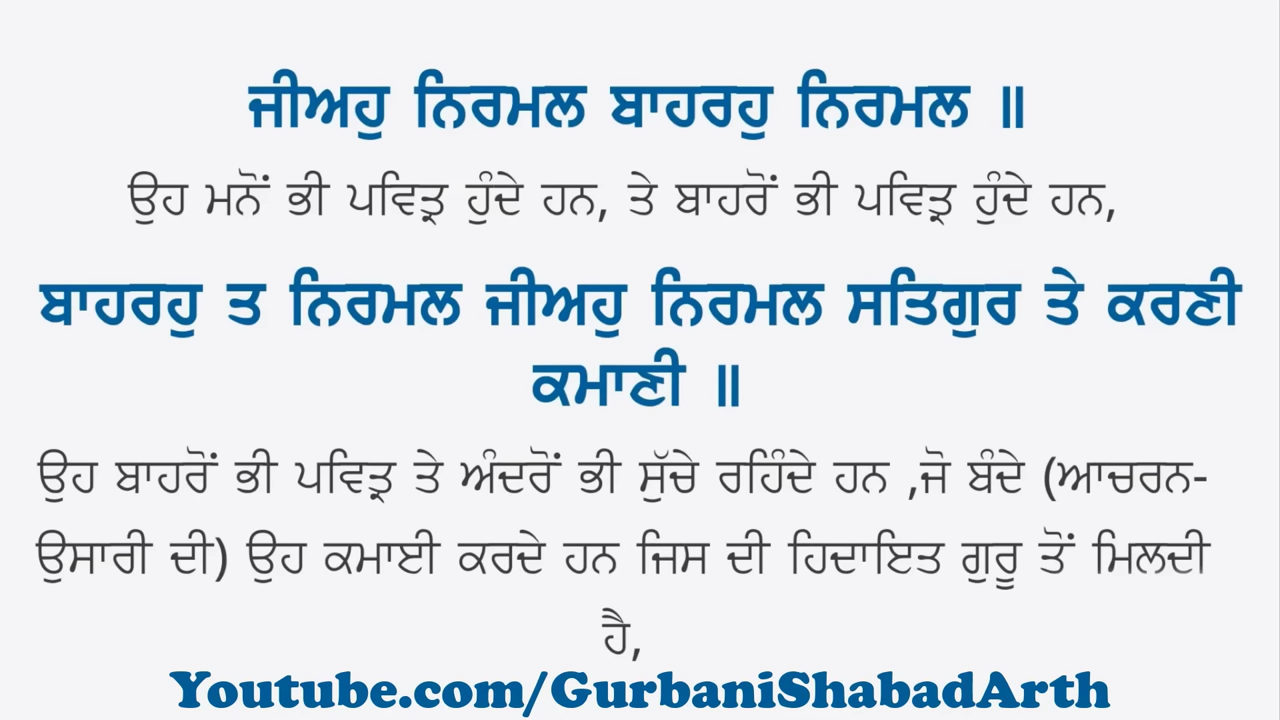 ਜੀਅਹੁ ਨਿਰਮਲ ਬਾਹਰਹੁ ਨਿਰਮਲ ॥
ਉਹ ਮਨੋਂ ਭੀ ਪਵਿਤ੍ਰ ਹੁੰਦੇ ਹਨ, ਤੇ ਬਾਹਰੋਂ ਭੀ ਪਵਿਤ੍ਰ ਹੁੰਦੇ ਹਨ,
ਬਾਹਰਹੁ ਤ ਨਿਰਮਲ ਜੀਅਹੁ ਨਿਰਮਲ ਸਤਿਗੁਰ ਤੇ ਕਰਣੀ
ਕਮਾਣੀ ॥
ਉਹ ਬਾਹਰੋਂ ਭੀ ਪਵਿਤ੍ਰ ਤੇ ਅੰਦਰੋਂ ਭੀ ਸੁੱਚੇ ਰਹਿੰਦੇ ਹਨ ,ਜੋ ਬੰਦੇ (ਆਚਰਨ-
ਉਸਾਰੀ ਦੀ) ਉਹ ਕਮਾਈ ਕਰਦੇ ਹਨ ਜਿਸ ਦੀ ਹਿਦਾਇਤ ਗੁਰੂ ਤੋਂ ਮਿਲਦੀ
ਹੈ,
Youtube.com/GurbaniShabadArth